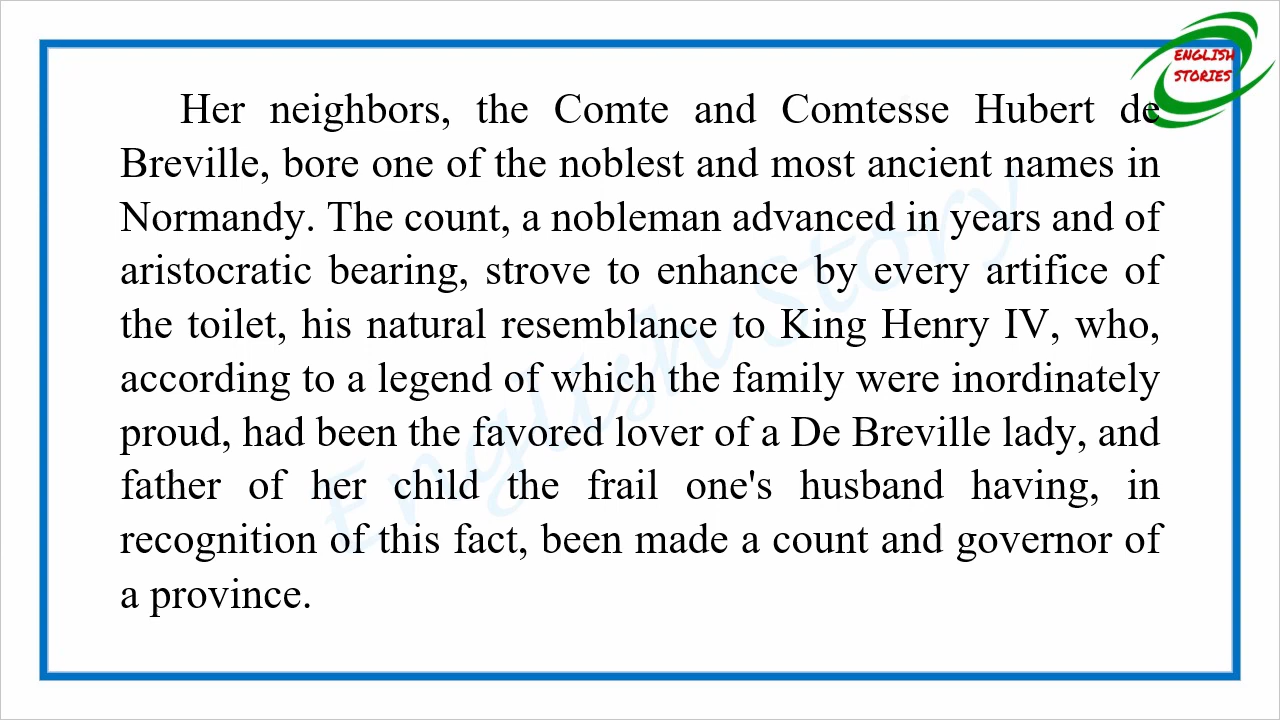 ENGLISH
STORIES
Her neighbors, the Comte and Comtesse Hubert de
Breville, bore one of the noblest and most ancient names in
Normandy. The count, a nobleman advanced in years and of
aristocratic bearing, strove to enhance by every artifice of
the toilet, his natural resemblance to King Henry IV, who,
according to a legend of which the family were inordinately
proud, had been the favored lover of a De Breville lady, and
father of her child the frail one's husband having, in
recognition of this fact, been made a count and governor of
a province.
English Story